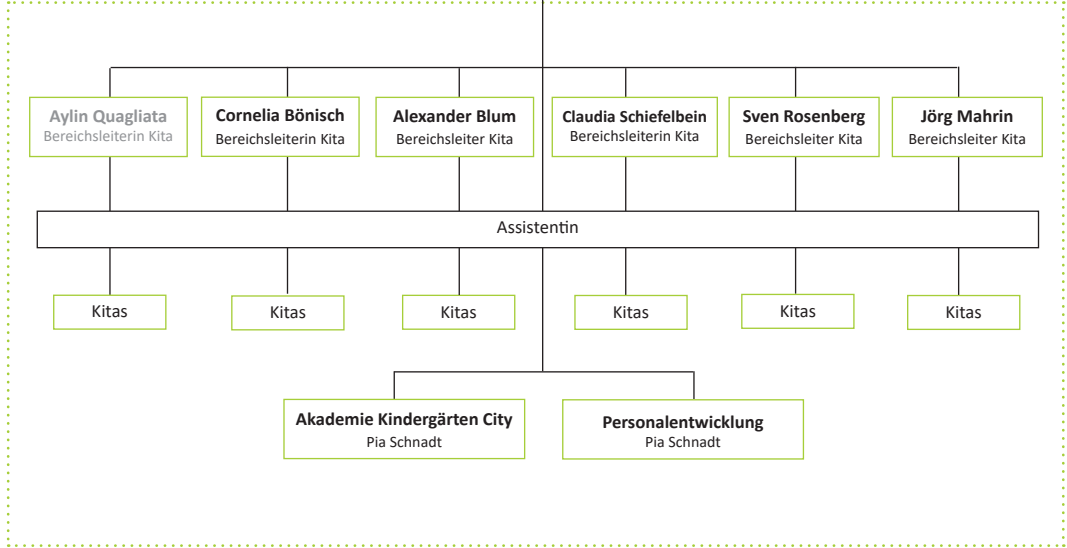 Aylin Quagliata
Bereichsleiterin Kita
Cornelia Bönisch
Bereichsleiterin Kita
Alexander Blum
Bereichsleiter Kita
Claudia Schiefelbein
Bereichsleiterin Kita
Sven Rosenberg
Bereichsleiter Kita
Jörg Mahrin
Bereichsleiter Kita
Assistentin
Kitas
Kitas
Kitas
Kitas
Kitas
Kitas
Akademie Kindergärten City
Pia Schnadt
Personalentwicklung
Pia Schnadt